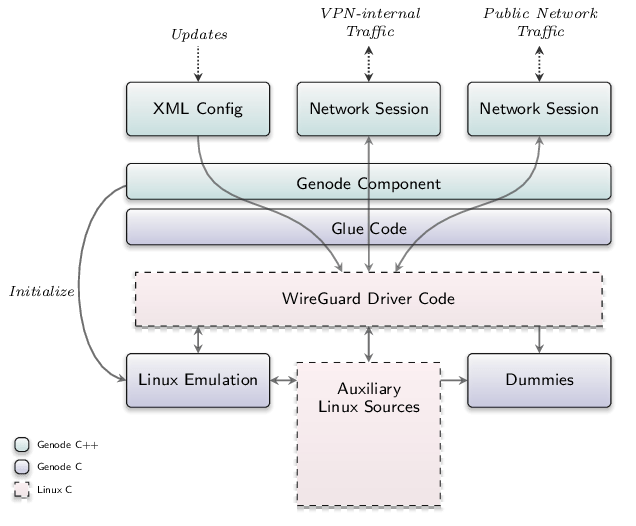 Updates
VPN-internal
Traffic
Public Network
Traffic
XML Config
Network Session
Network Session
Genode Component
Glue Code
Initialize
WireGuard Driver Code
Linux Emulation
Auxiliary
Linux Sources
Dummies
Genode C++
Genode C
Linux C